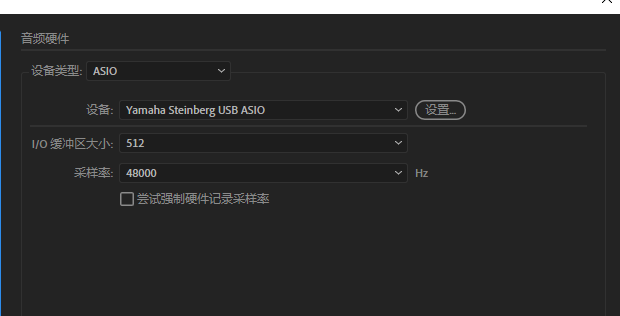 音频硬件
设备类型: ASIO
设备: Yamaha Steinberg USB ASIO 设置...
I/O 缓冲区大小: 512
采样率: 48000 Hz
尝试强制硬件记录采样率